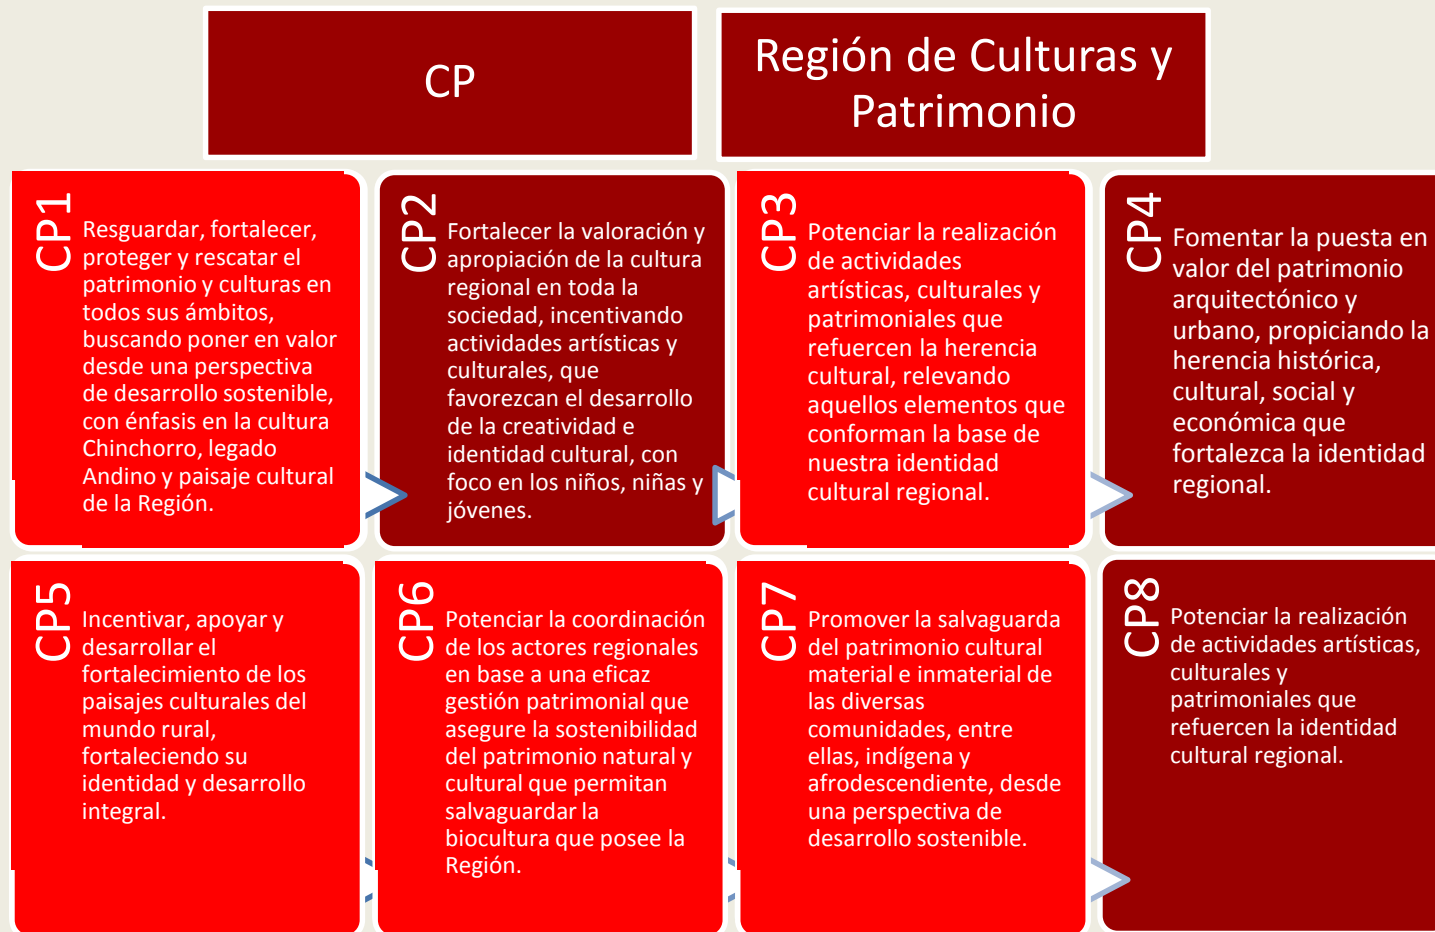 CP
Región de Culturas y
Patrimonio
CP1
Resguardar, fortalecer,
proteger y rescatar el
patrimonio y culturas en
todos sus ámbitos,
buscando poner en valor
desde una perspectiva
de desarrollo sostenible,
con énfasis en la cultura
Chinchorro, legado
Andino y paisaje cultural
de la Región.
CP2
Fortalecer la valoración y
apropiación de la cultura
regional en toda la
sociedad, incentivando
actividades artísticas y
culturales, que
favorezcan el desarrollo
de la creatividad e
identidad cultural, con
foco en los niños, niñas y
jóvenes.
CP3
Potenciar la realización
de actividades
artísticas, culturales y
patrimoniales que
refuercen la herencia
cultural, relevando
aquellos elementos que
conforman la base de
nuestra identidad
cultural regional.
CP4
Fomentar la puesta en
valor del patrimonio
arquitectónico y
urbano, propiciando la
herencia histórica,
cultural, social y
económica que
fortalezca la identidad
regional.
CP5
Incentivar, apoyar y
desarrollar el
fortalecimiento de los
paisajes culturales del
mundo rural,
fortaleciendo su
identidad y desarrollo
integral.
CP6
Potenciar la coordinación
de los actores regionales
en base a una eficaz
gestión patrimonial que
asegure la sostenibilidad
del patrimonio natural y
cultural que permitan
salvaguardar la
biocultura que posee la
Región.
CP7
Promover la salvaguarda
del patrimonio cultural
material e inmaterial de
las diversas
comunidades, entre
ellas, indígena y
afrodescendiente, desde
una perspectiva de
desarrollo sostenible.
CP8
Potenciar la realización
de actividades artísticas,
culturales y
patrimoniales que
refuercen la identidad
cultural regional.